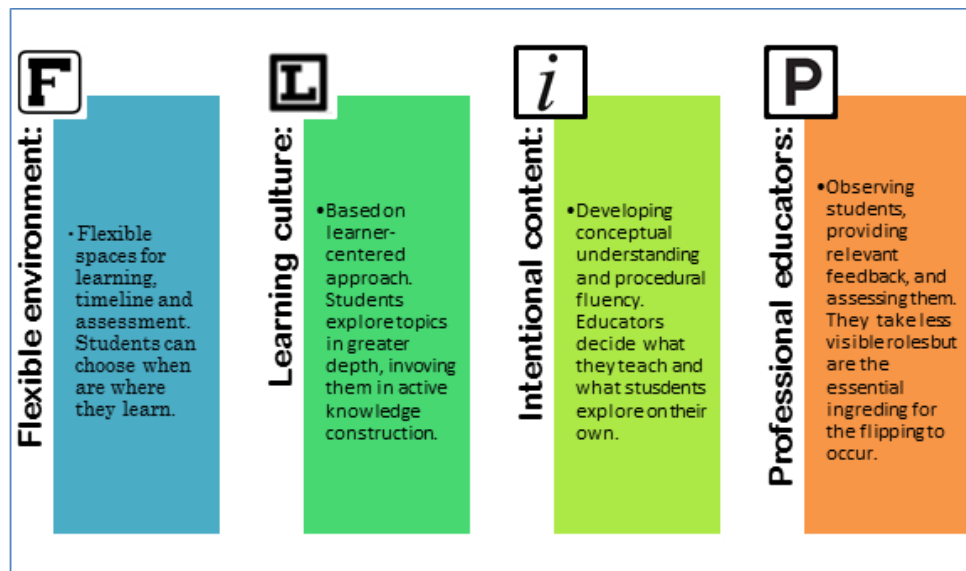 F
Flexible environment:
· Flexible
spaces for
learning,
timeline and
assessment.
Students can
choose when
are where
they learn.
L
Learning culture:
•Based on
learner-
centered
approach.
Students
explore topics
in greater
depth, invoving
them in active
knowledge
construction.
i
Intentional content:
•Developing
conceptual
understanding
and procedural
fluency.
Educators
decide what
they teach and
what stusdents
explore on their
own.
P
Professional educators:
•Observing
students,
providing
relevant
feedback, and
assessing them.
They take less
visible rolesbut
are the
essential
ingreding for
the flipping to
occur.